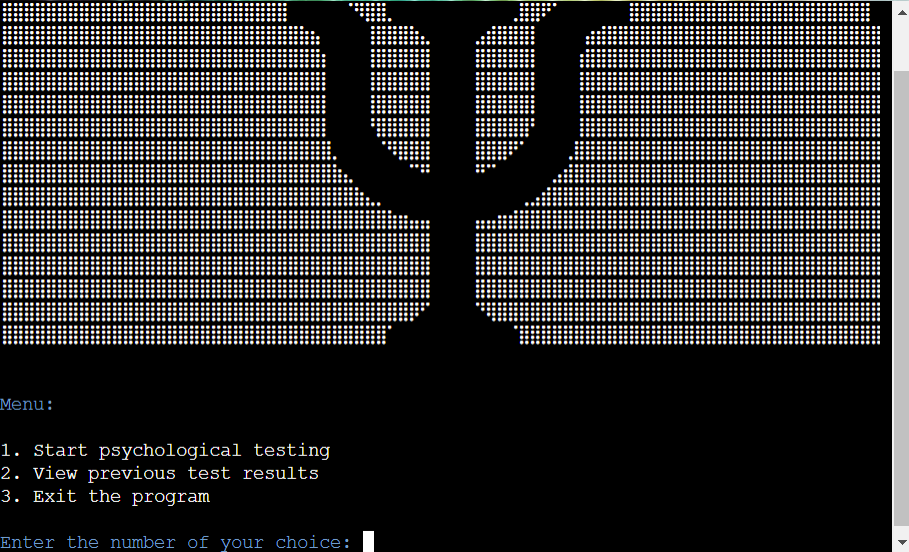 Menu:
1. Start psychological testing
2. View previous test results
3. Exit the program
Enter the number of your choice: